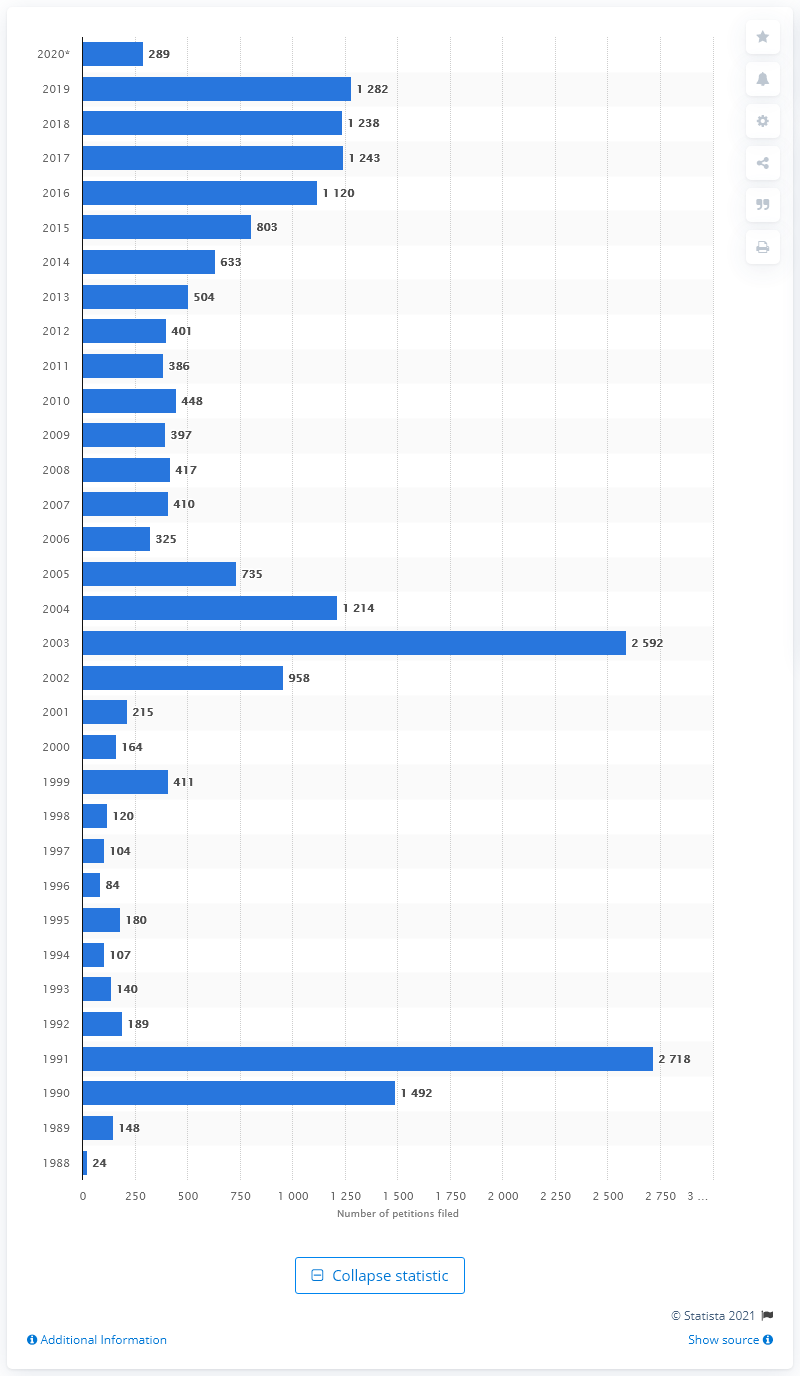 2020* 289
2019 1 282
2018 1 238
2017 1 243
2016 1 120
2015 803
2014 633
2013 504
2012 401
2011 386
2010 448
2009 397
2008 417
2007 410
2006 325
2005 735
2004 1 214
2003 2 592
2002 958
2001 215
2000 164
1999 411
1998 120
1997 104
1996 84
1995 180
1994 107
1993 140
1992 189
1991 2 718
1990 1 492
1989 148
1988 24
0 250 500 750 1 000 1 250 1 500 1 750 2 000 2 250 2 500 2 750 3 ...
Number of petitions filed
Collapse statistic
© Statista 2021
Additional Information Show source